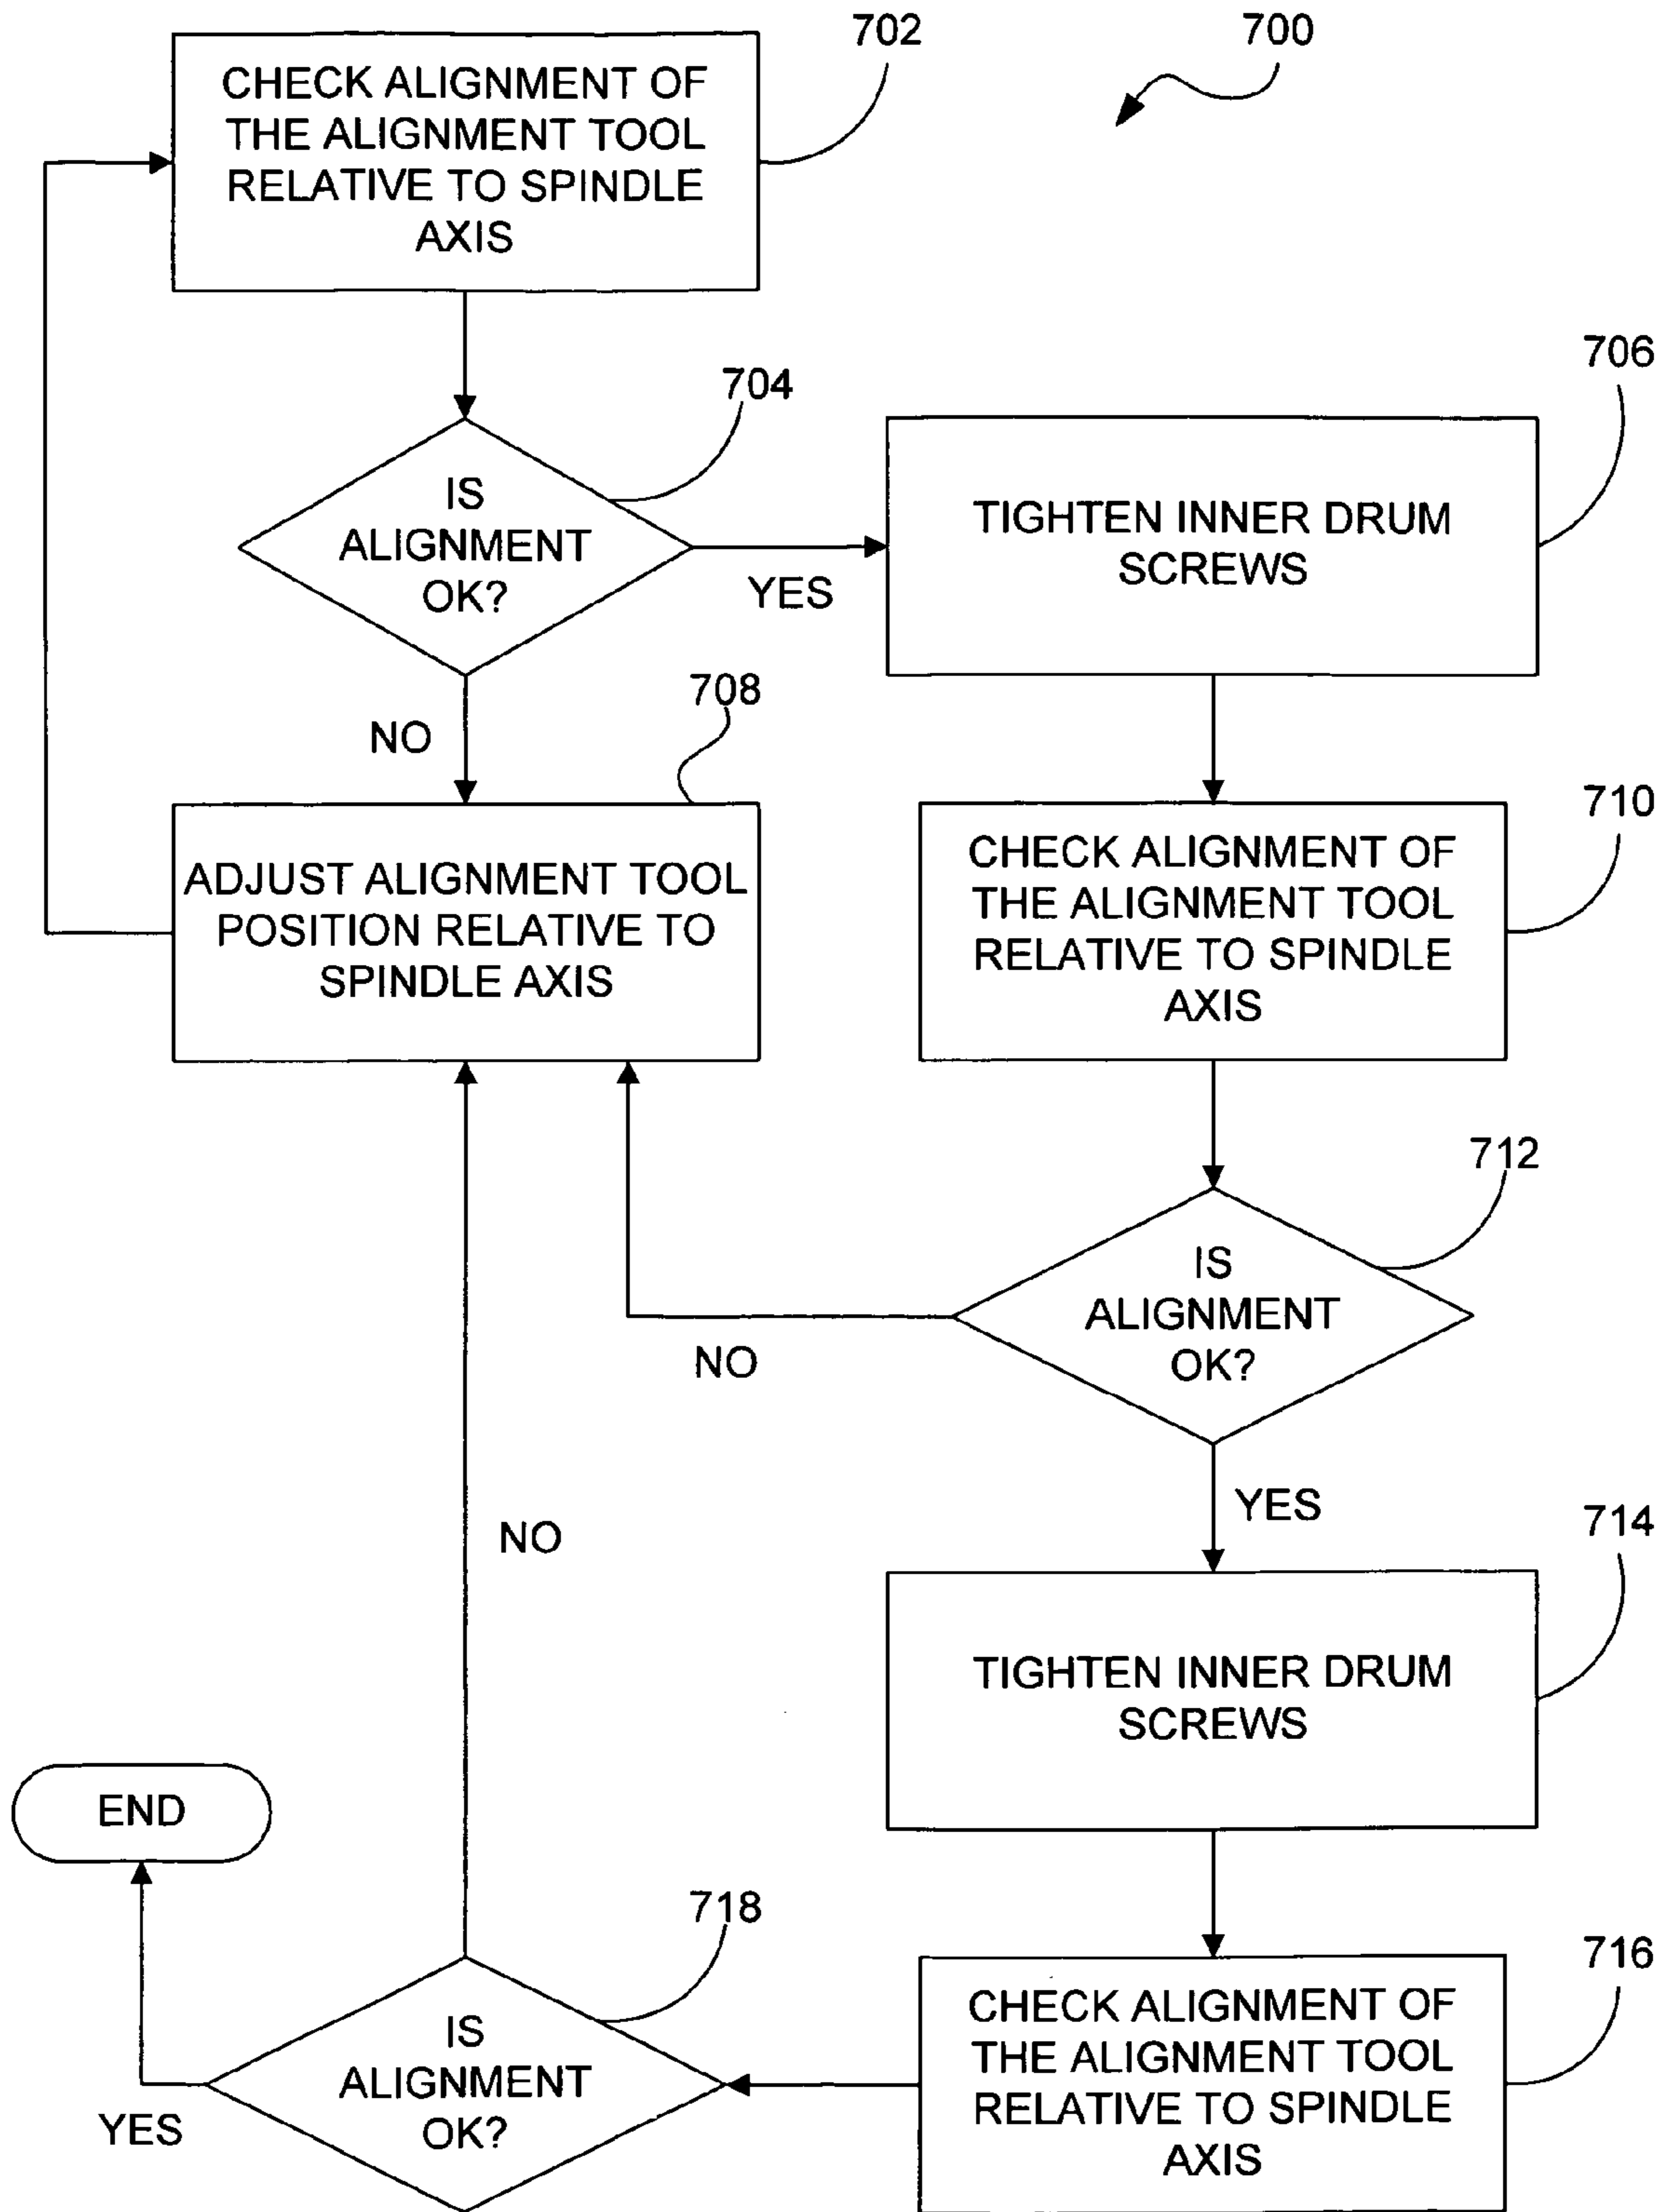 702
700
CHECK ALIGNMENT OF
THE ALIGNMENT TOOL
RELATIVE TO SPINDLE
AXIS
704
706
IS
ALIGNMENT
OK?
YES
TIGHTEN INNER DRUM
SCREWS
NO
708
710
ADJUST ALIGNMENT TOOL
POSITION RELATIVE TO
SPINDLE AXIS
CHECK ALIGNMENT OF
THE ALIGNMENT TOOL
RELATIVE TO SPINDLE
AXIS
712
IS
ALIGNMENT
OK?
NO
YES
714
NO
TIGHTEN INNER DRUM
SCREWS
END
718
716
IS
ALIGNMENT
OK?
YES
CHECK ALIGNMENT OF
THE ALIGNMENT TOOL
RELATIVE TO SPINDLE
AXIS